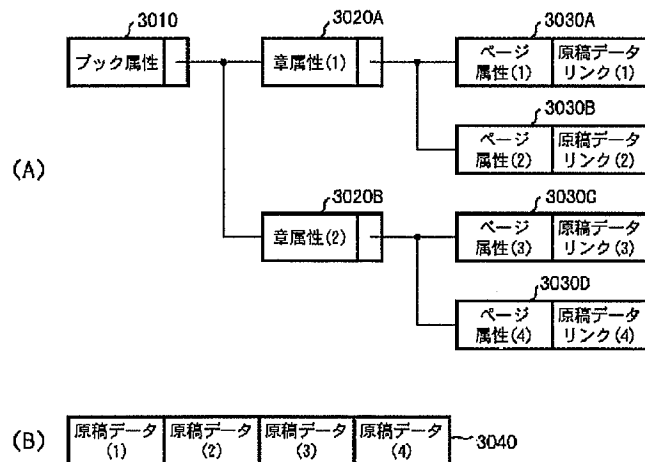 3010
3020A
3030A
ブック属性
章属性(1)
ページ
属性(1)
原稿データ
リンク(1)
3030B
ページ
属性(2)
原稿データ
リンク(2)
(A)
3020B
3030C
章属性(2)
ページ
属性(3)
原稿データ
リンク(3)
3030D
ページ
属性(4)
原稿データ
リンク(4)
(B)
原稿データ
(1)
原稿データ
(2)
原稿データ
(3)
原稿データ
(4)
3040